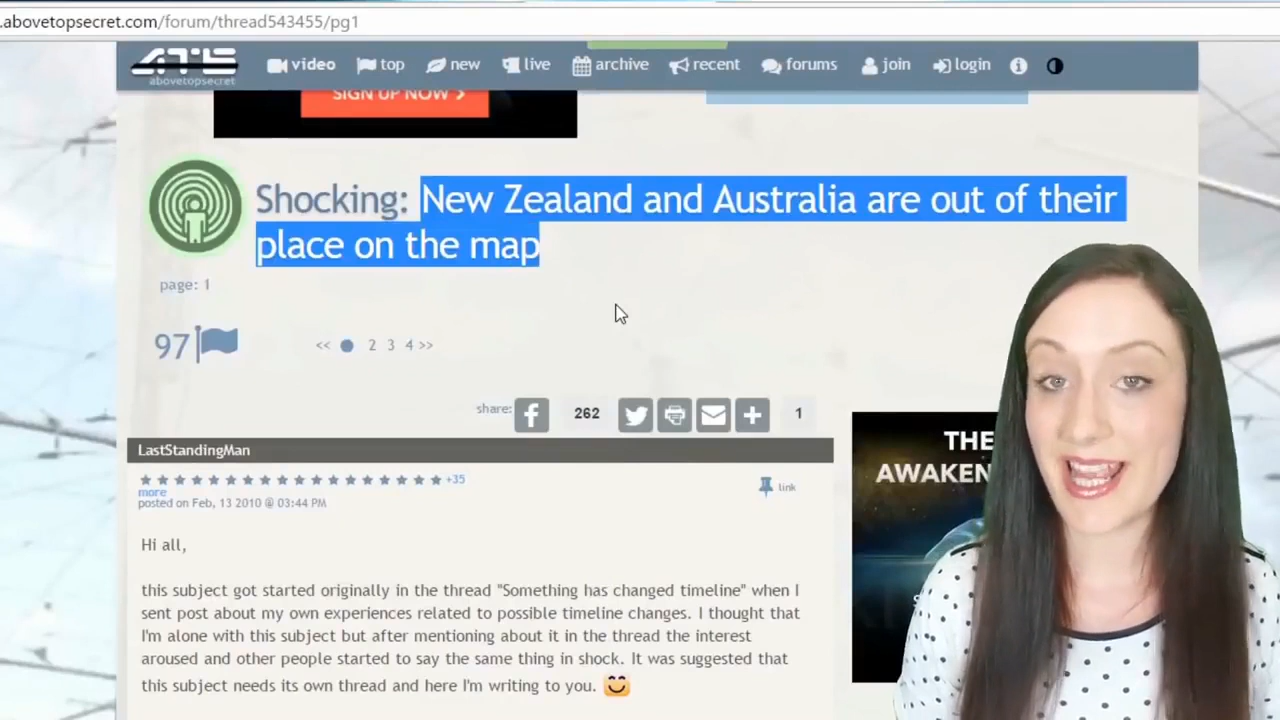 .abovetopsecret.com/forum/thread543455/pg1
ATS
abovetopsecret
video top new live archive recent forums join login
SIGN UP NOW >
Shocking: New Zealand and Australia are out of their
place on the map
page: 1
97
<< 2 3 4 >>
share: f 262 1
LastStandingMan
+35
more
posted on Feb, 13 2010 @ 03:44 PM
link
Hi all,
this subject got started originally in the thread "Something has changed timeline" when I
sent post about my own experiences related to possible timeline changes. I thought that
I'm alone with this subject but after mentioning about it in the thread the interest
aroused and other people started to say the same thing in shock. It was suggested that
this subject needs its own thread and here I'm writing to you.
THE
AWAKEN